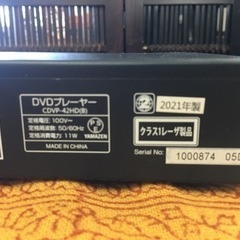 DVDプレーヤー
CDVP-42HD(B)
定格電圧：100V~
定格周波数：50/60Hz
定格消費電力：11W
MADE IN CHINA
PSE
YAMAZEN
2021年製
クラス1レーザ製品
Serial No.:
1000874 05